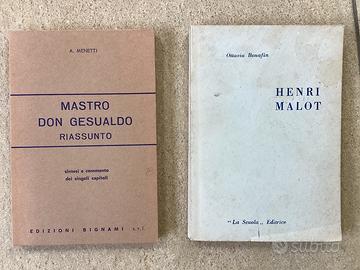 A. MENETTI
MASTRO
DON GESUALDO
RIASSUNTO
sintesi e commento
dei singoli capitoli
EDIZIONI BIGNAMI s.r.l.
Ottavia Bonafin
HENRI
MALOT
"La Scuola,, Editrice
subito